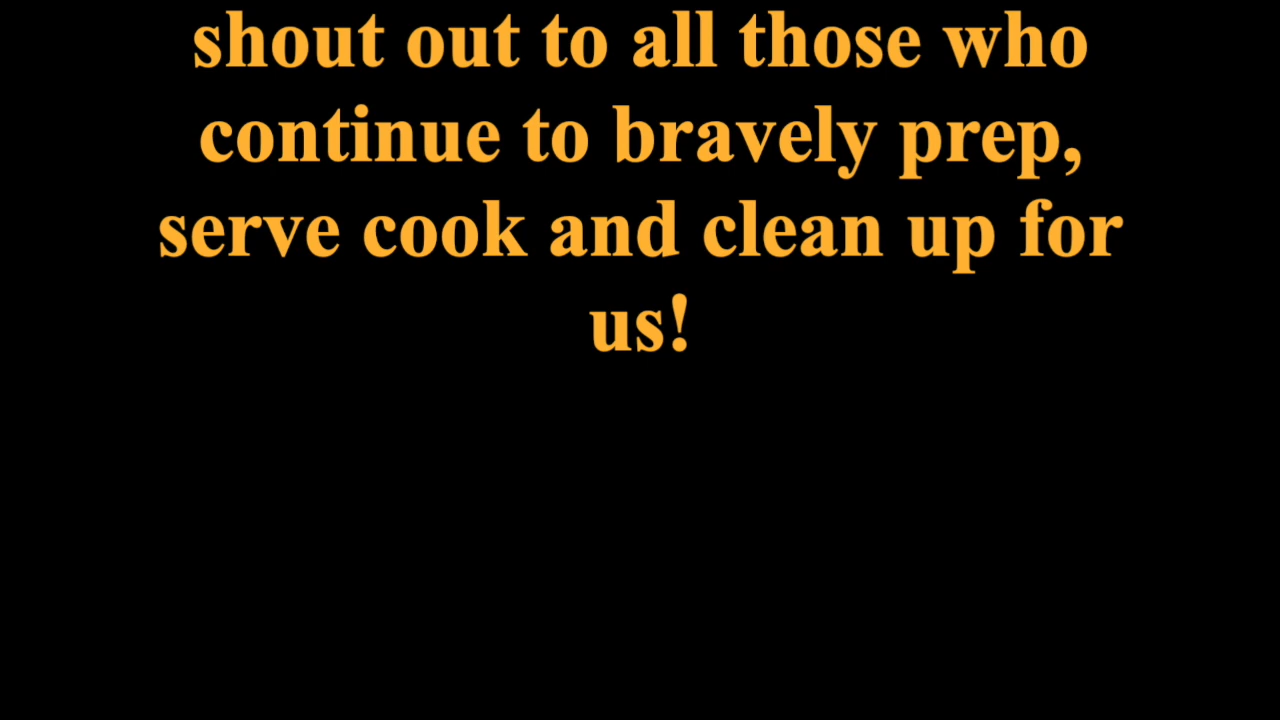 shout out to all those who
continue to bravely prep,
serve cook and clean up for
us!